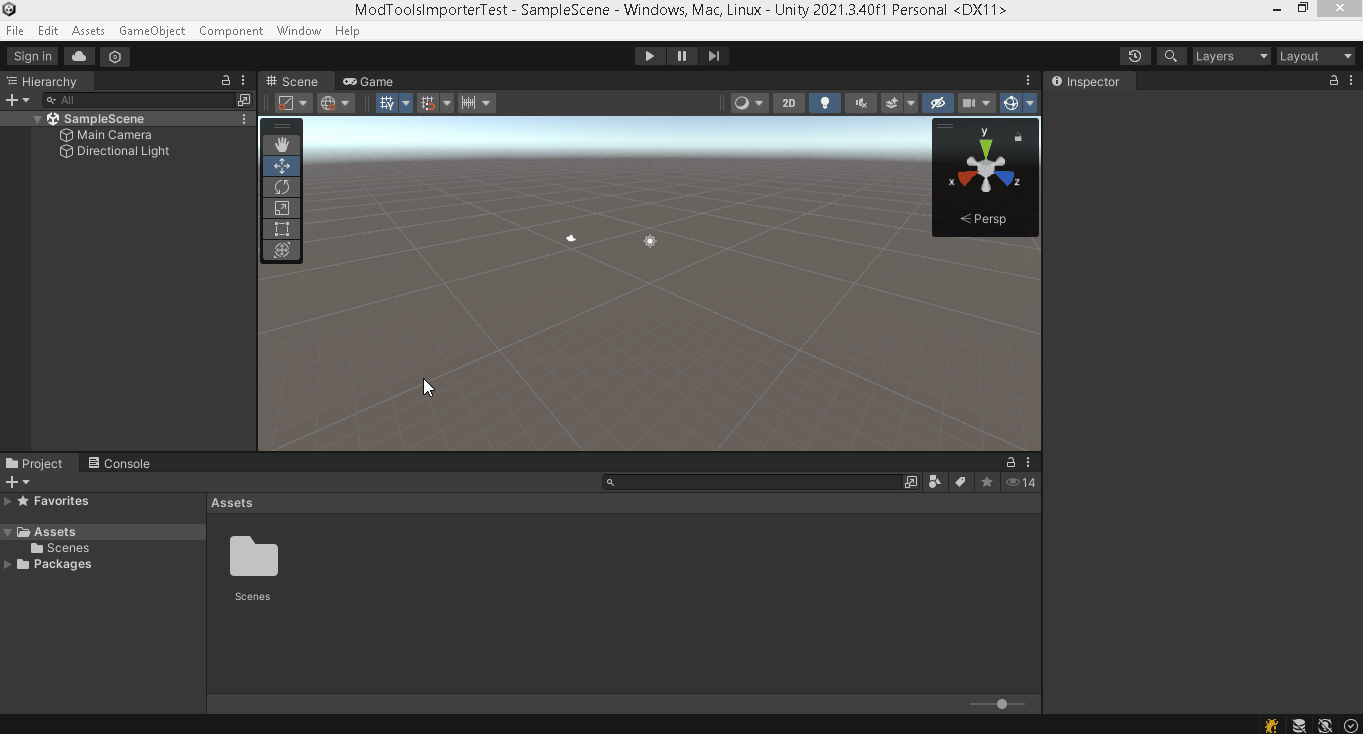 ModToolsImporterTest - SampleScene - Windows, Mac, Linux - Unity 2021.3.40f1 Personal <DX11>
File Edit Assets GameObject Component Window Help
Sign in
Layers
Layout
Hierarchy
All
SampleScene
Main Camera
Directional Light
Scene
Game
2D
y
x
z
Persp
Inspector
Project
Console
14
Favorites
Assets
Scenes
Packages
Assets
Scenes